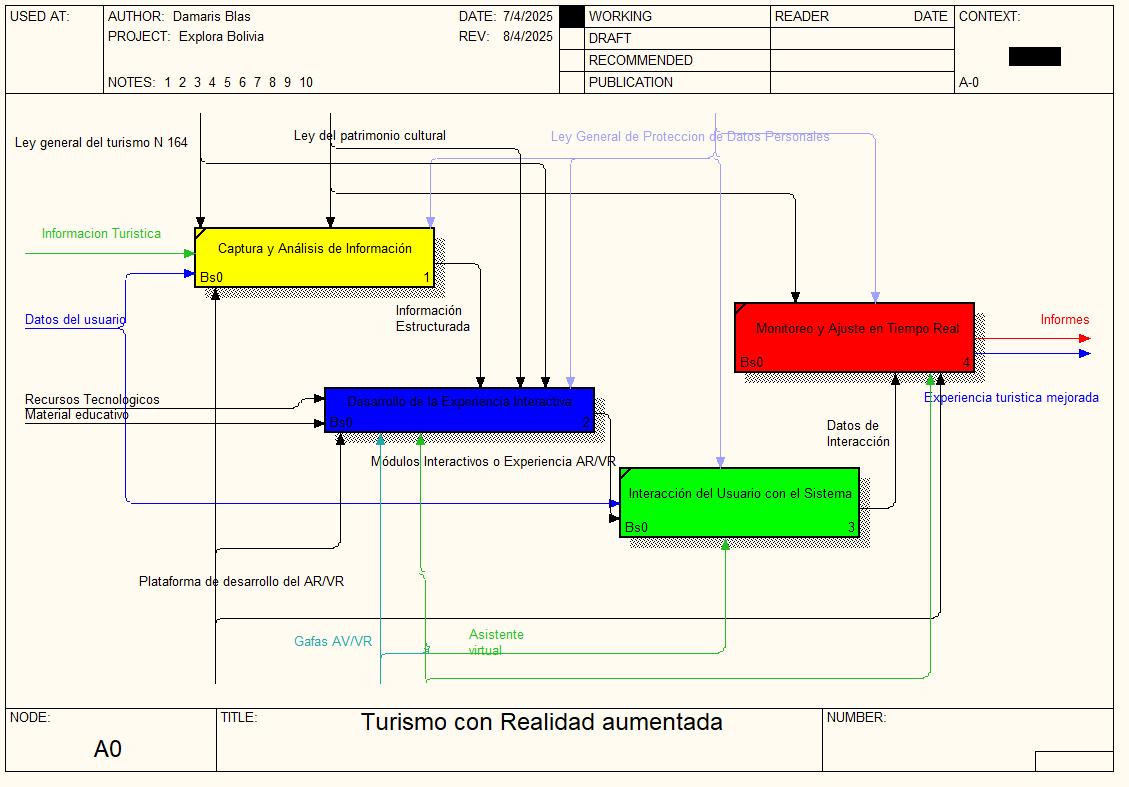 USED AT:
AUTHOR: Damaris Blas
DATE: 7/4/2025
PROJECT: Explora Bolivia
REV: 8/4/2025
NOTES: 1 2 3 4 5 6 7 8 9 10
WORKING
DRAFT
RECOMMENDED
PUBLICATION
READER
DATE
CONTEXT:
A-0
Ley general del turismo N 164
Ley del patrimonio cultural
Ley General de Proteccion de Datos Personales
Informacion Turistica
Captura y Análisis de Información
Bs0
1
Datos del usuario
Información
Estructurada
Monitoreo y Ajuste en Tiempo Real
Bs0
4
Informes
Experiencia turistica mejorada
Recursos Tecnologicos
Material educativo
Desarrollo de la Experiencia Interactiva
Bs0
2
Datos de
Interacción
Módulos Interactivos o Experiencia AR/VR
Interacción del Usuario con el Sistema
Bs0
3
Plataforma de desarrollo del AR/VR
Gafas AV/VR
Asistente
virtual
NODE:
A0
TITLE:
Turismo con Realidad aumentada
NUMBER: